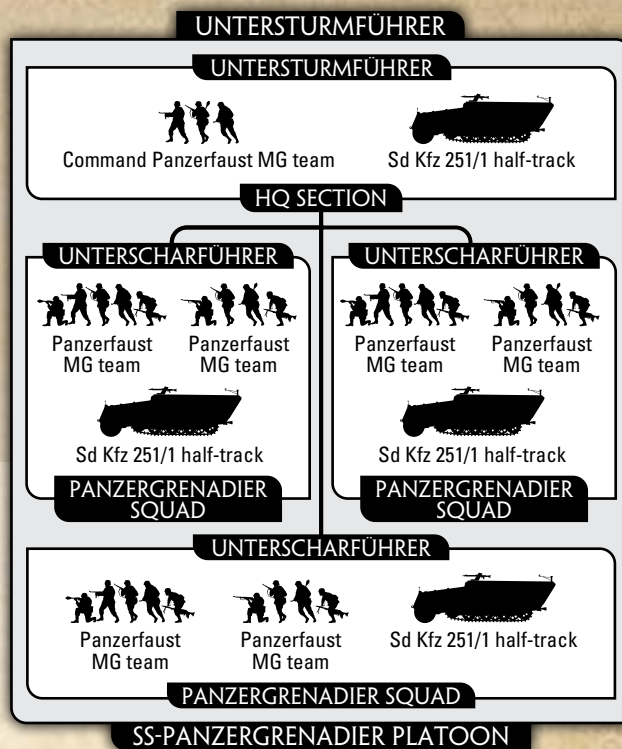 UNTERSTURMFÜHRER
UNTERSTURMFÜHRER
Command Panzerfaust MG team
Sd Kfz 251/1 half-track
HQ SECTION
UNTERSCHARFÜHRER
Panzerfaust
MG team
Panzerfaust
MG team
Sd Kfz 251/1 half-track
PANZERGRENADIER
SQUAD
UNTERSCHARFÜHRER
Panzerfaust
MG team
Panzerfaust
MG team
Sd Kfz 251/1 half-track
PANZERGRENADIER
SQUAD
UNTERSCHARFÜHRER
Panzerfaust
MG team
Panzerfaust
MG team
Sd Kfz 251/1 half-track
PANZERGRENADIER SQUAD
SS-PANZERGRENADIER PLATOON